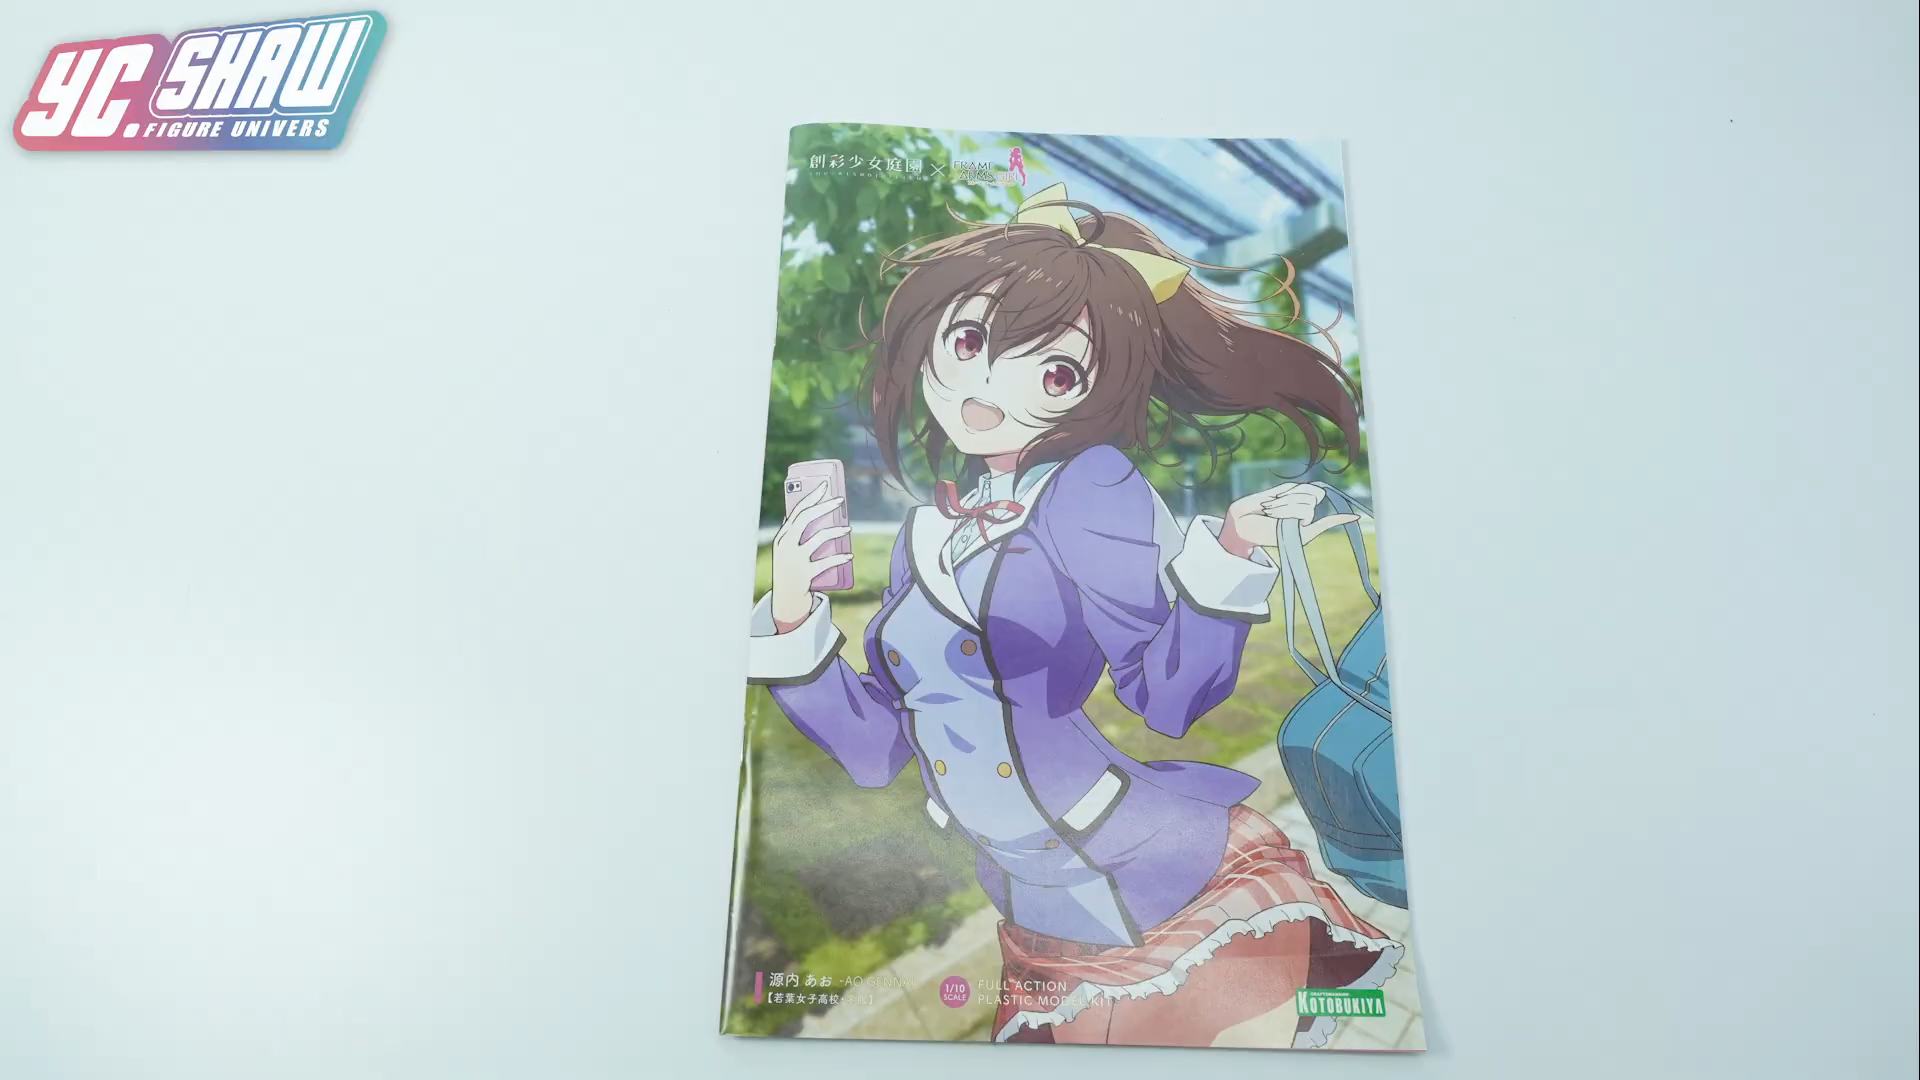 YC.SHAW
FIGURE UNIVERS
創彩少女庭園 × FRAME ARMS GIRL
源内 あお -AO GENNAI-
【若葉女子高校・冬服】
1/10 SCALE
FULL ACTION
PLASTIC MODEL KIT
KOTOBUKIYA